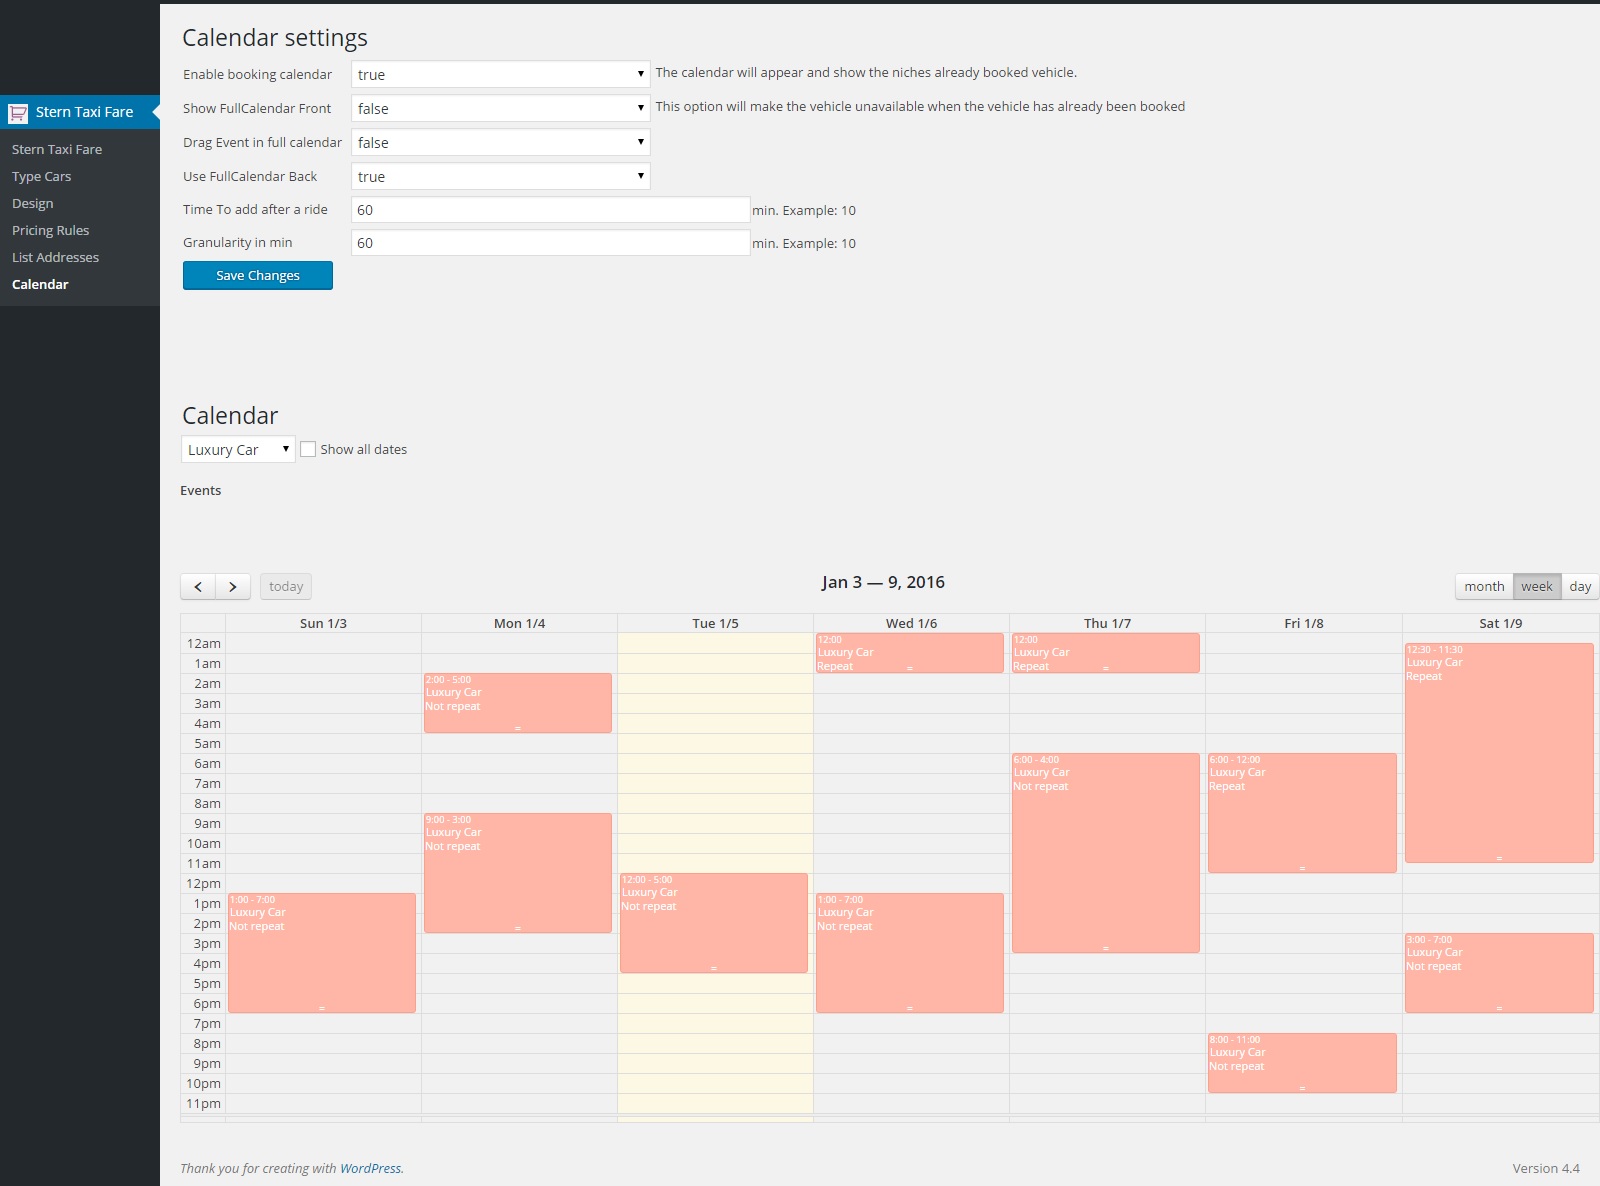 Stern Taxi Fare
Stern Taxi Fare
Type Cars
Design
Pricing Rules
List Addresses
Calendar
Calendar settings
Enable booking calendar true The calendar will appear and show the niches already booked vehicle.
Show FullCalendar Front false This option will make the vehicle unavailable when the vehicle has already been booked
Drag Event in full calendar false
Use FullCalendar Back true
Time To add after a ride 60 min. Example: 10
Granularity in min 60 min. Example: 10
Save Changes
Calendar
Luxury Car Show all dates
Events
today Jan 3 — 9, 2016 month week day
Sun 1/3 Mon 1/4 Tue 1/5 Wed 1/6 Thu 1/7 Fri 1/8 Sat 1/9
12am
1am
2am
3am
4am
5am
6am
7am
8am
9am
10am
11am
12pm
1pm
2pm
3pm
4pm
5pm
6pm
7pm
8pm
9pm
10pm
11pm
1:00 - 7:00
Luxury Car
Not repeat
2:00 - 5:00
Luxury Car
Not repeat
9:00 - 3:00
Luxury Car
Not repeat
12:00 - 5:00
Luxury Car
Not repeat
12:00
Luxury Car
Repeat
1:00 - 7:00
Luxury Car
Not repeat
12:00
Luxury Car
Repeat
6:00 - 4:00
Luxury Car
Not repeat
6:00 - 12:00
Luxury Car
Repeat
8:00 - 11:00
Luxury Car
Not repeat
12:30 - 11:30
Luxury Car
Repeat
3:00 - 7:00
Luxury Car
Not repeat
Thank you for creating with WordPress. Version 4.4